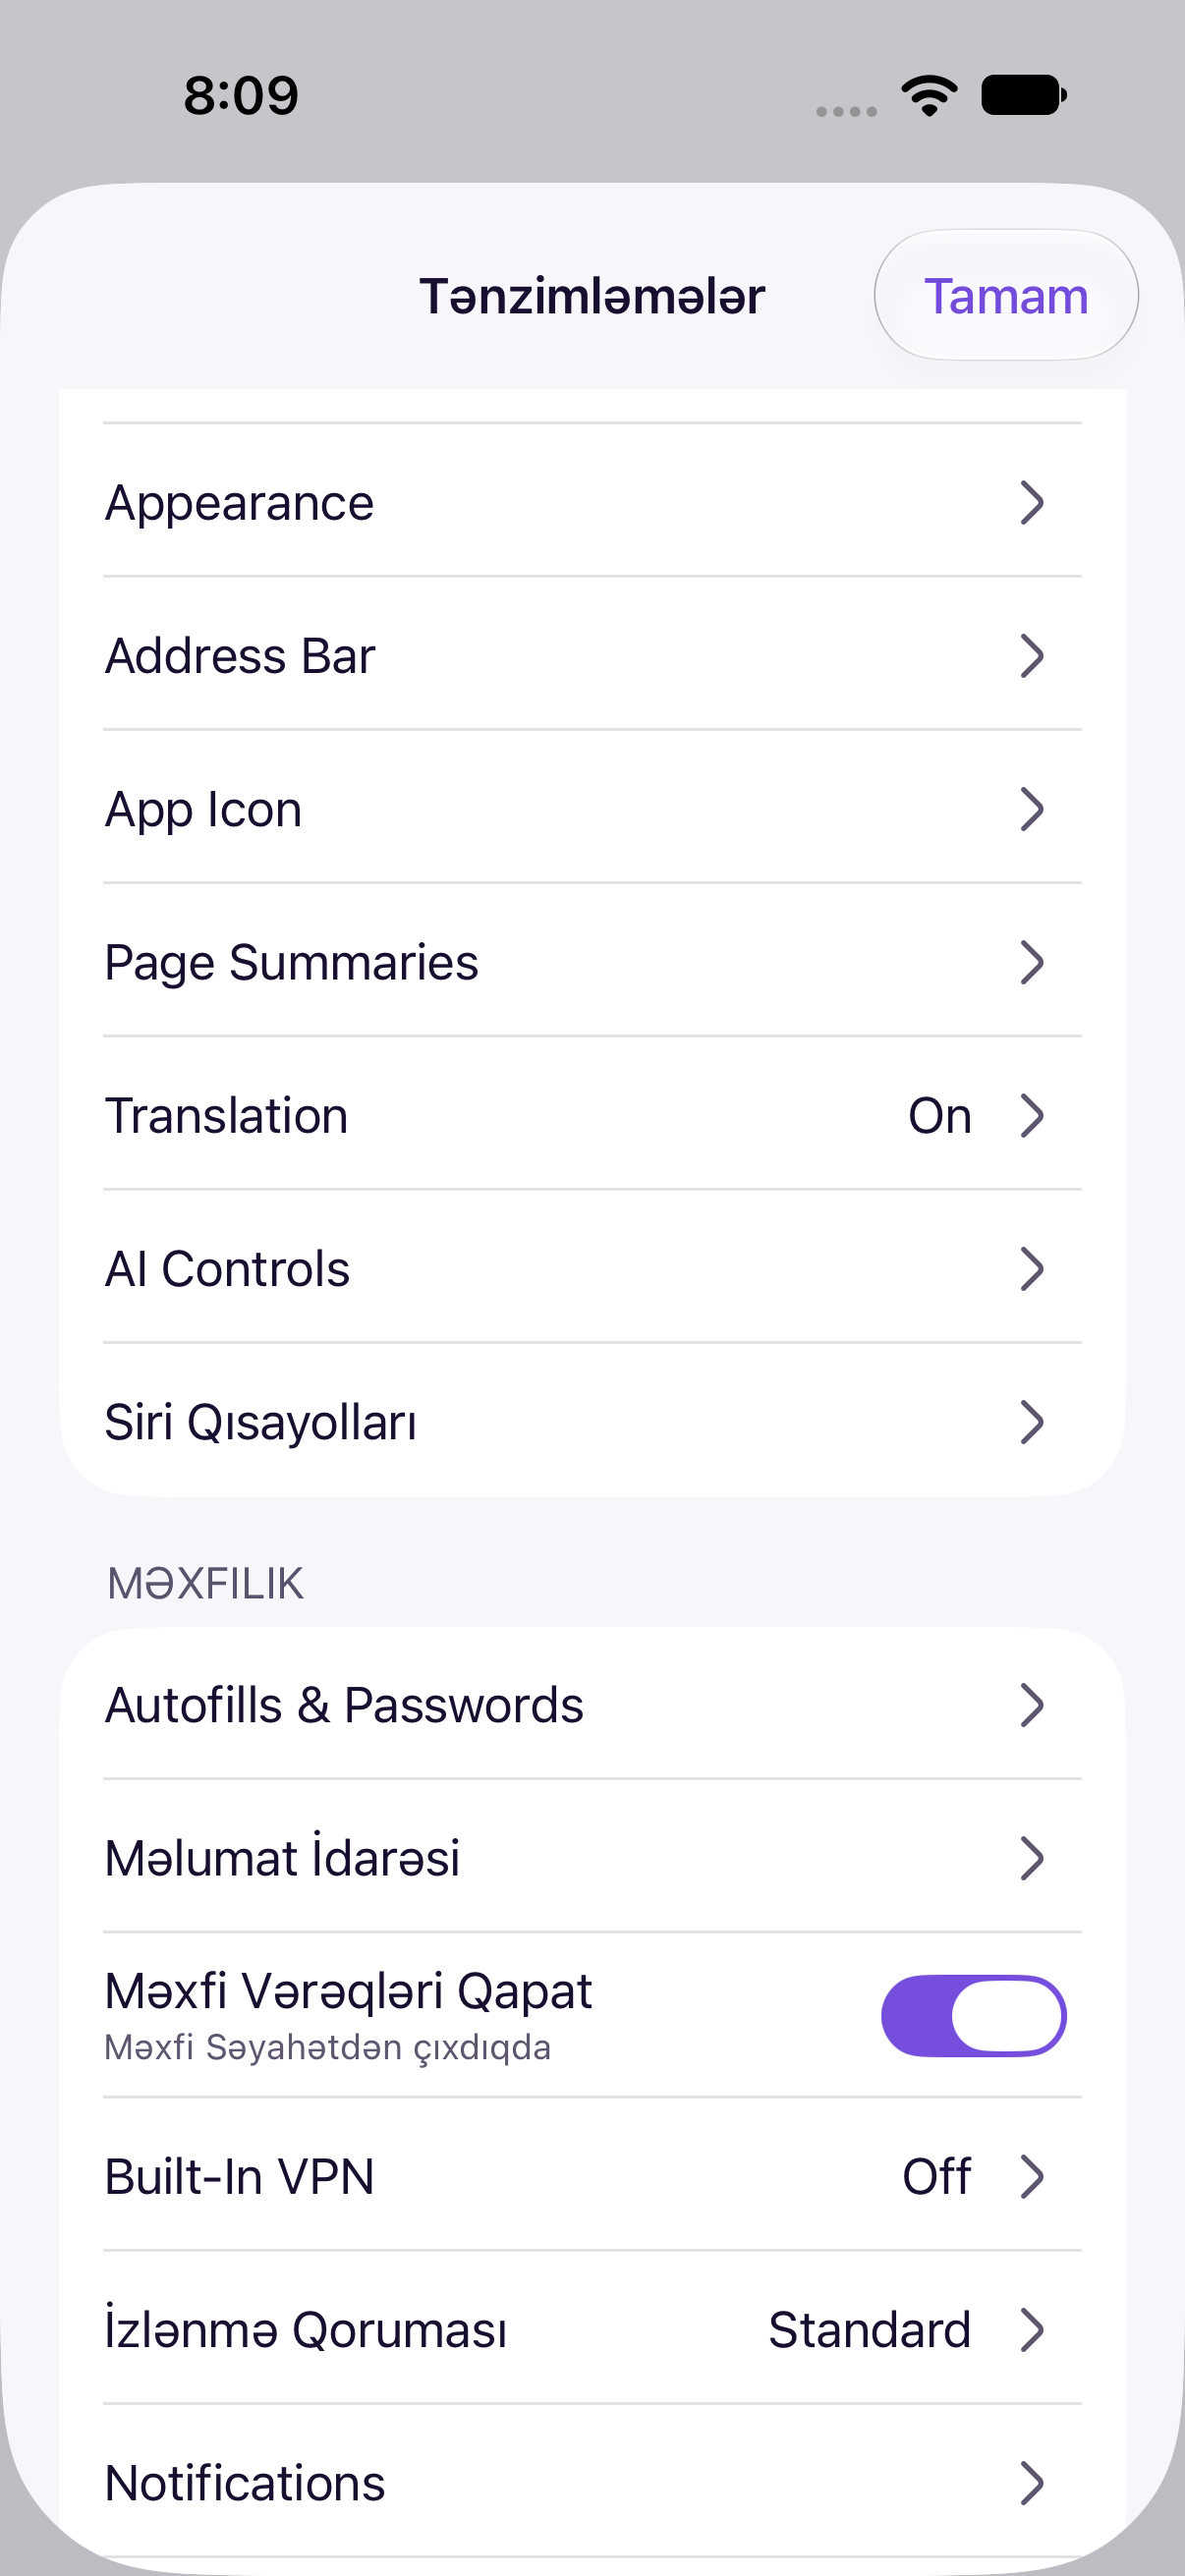 8:09
Tənzimləmələr
Tamam
Appearance
Address Bar
App Icon
Page Summaries
Translation On
AI Controls
Siri Qısayolları
MƏXFILIK
Autofills & Passwords
Məlumat İdarəsi
Məxfi Vərəqləri Qapat
Məxfi Səyahətdən çıxdıqda
Built-In VPN Off
İzlənmə Qoruması Standard
Notifications